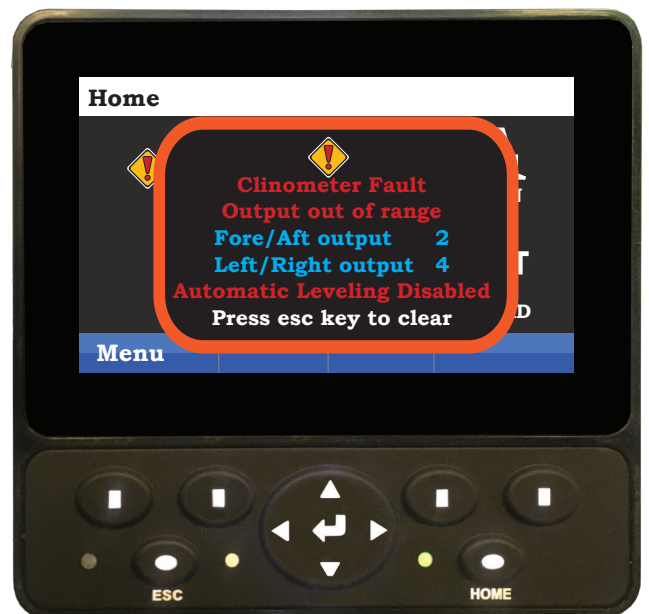 Home
Clinometer Fault
Output out of range
Fore/Aft output 2
Left/Right output 4
Automatic Leveling Disabled
Press esc key to clear
Menu
ESC
HOME